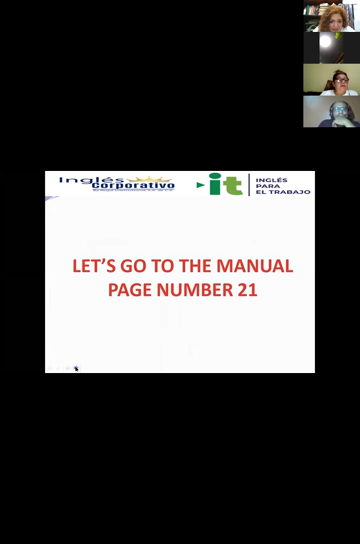 Inglés
Corporativo
it
INGLÉS
PARA
EL TRABAJO
LET'S GO TO THE MANUAL
PAGE NUMBER 21